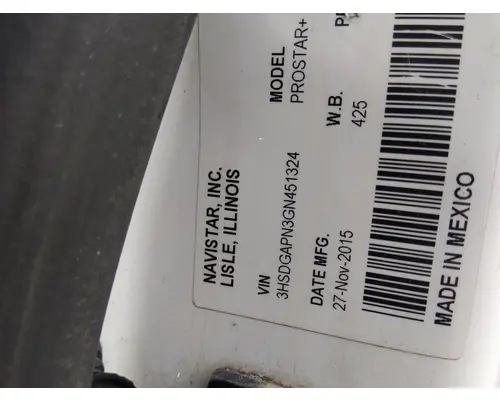 NAVISTAR, INC.
LISLE, ILLINOIS
VIN
3HSDGAPN3GN451324
MODEL
PROSTAR+
DATE MFG.
27-Nov-2015
W.B.
425
MADE IN MEXICO